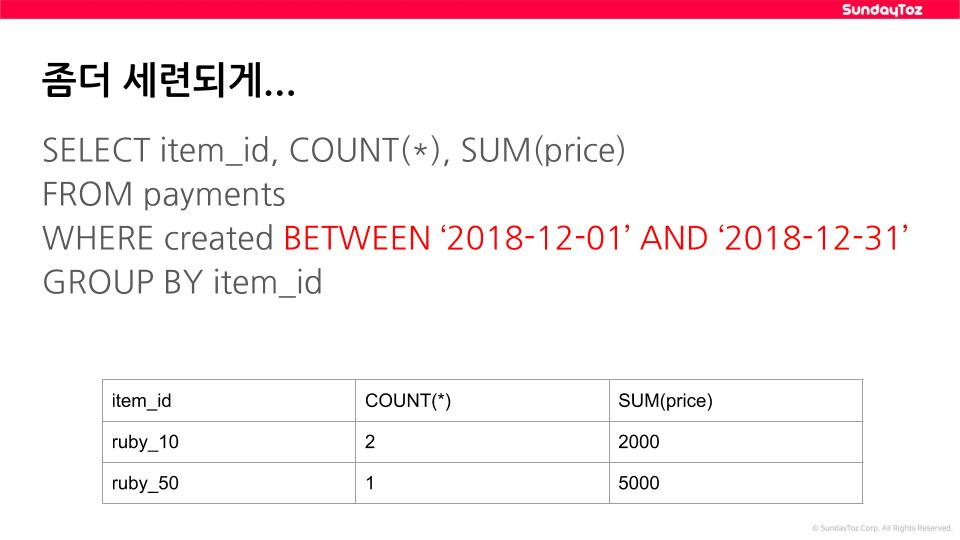 SundayToz
좀더 세련되게...
SELECT item_id, COUNT(*), SUM(price)
FROM payments
WHERE created BETWEEN ‘2018-12-01’ AND ‘2018-12-31’
GROUP BY item_id
item_id COUNT(*) SUM(price)
ruby_10 2 2000
ruby_50 1 5000
© SundayToz Corp. All Rights Reserved.